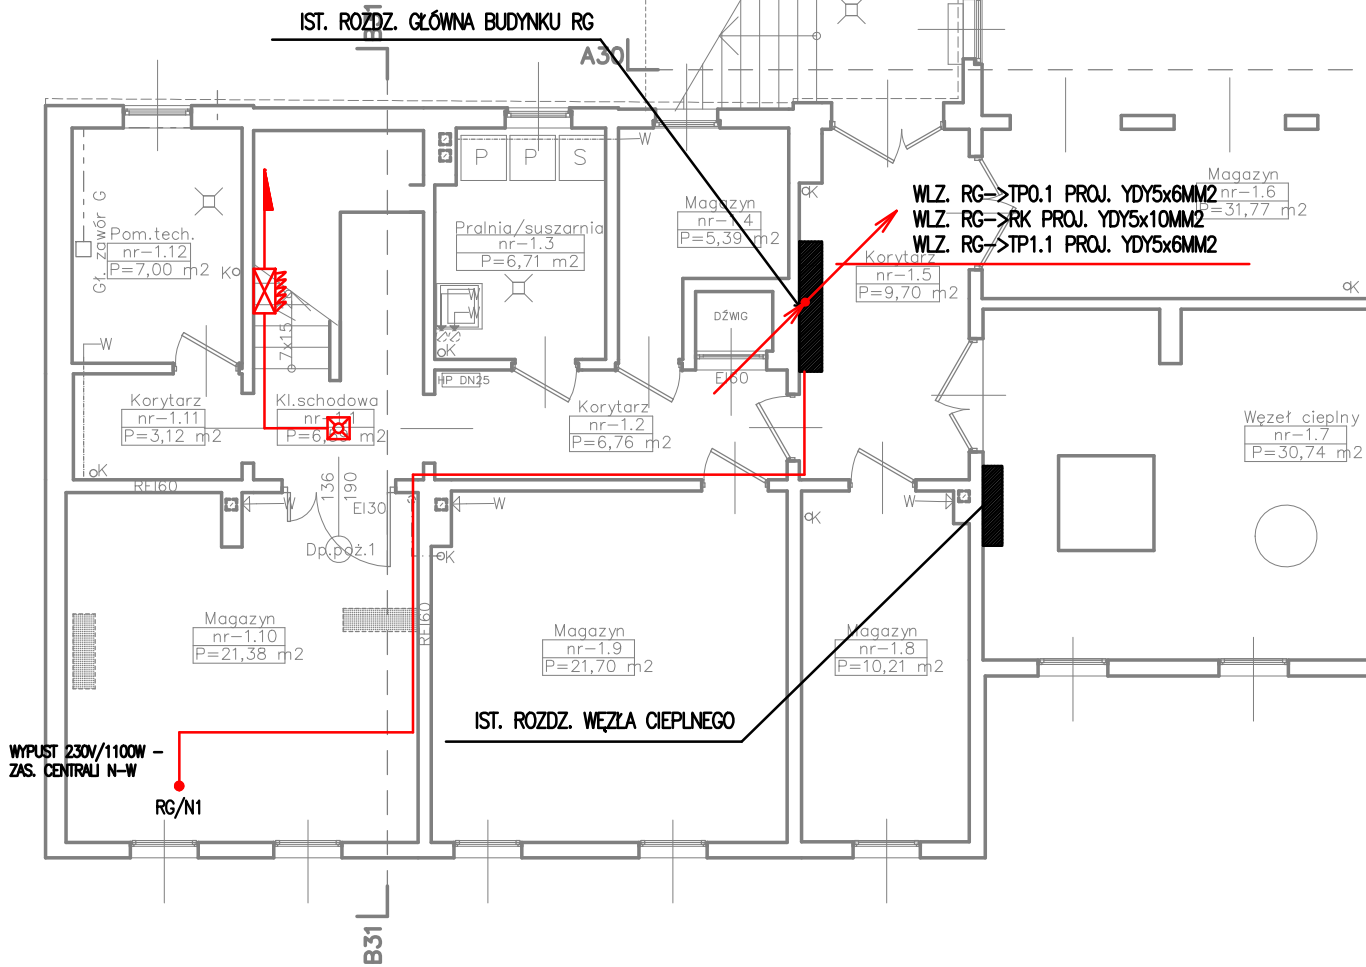 IST. ROZDZ. GŁÓWNA BUDYNKU RG
A30
WLZ. RG->TP0.1 PROJ. YDY5x6MM2
WLZ. RG->RK PROJ. YDY5x10MM2
WLZ. RG->TP1.1 PROJ. YDY5x6MM2
Magazyn
nr-1.6
P=31,77 m2
Pom.tech.
nr-1.12
P=7,00 m2
Gł. zawór G
K
P P S
W
Pralnia/suszarnia
nr-1.3
P=6,71 m2
W
W
K
Magazyn
P=5,39 m2
K
Korytarz
nr-1.5
P=9,70 m2
K
DŹWIG
EI60
HP DN25
7x15
W
Korytarz
nr-1.11
P=3,12 m2
K
Kl.schodowa
Korytarz
nr-1.2
P=6,76 m2
Węzeł cieplny
nr-1.7
P=30,74 m2
REI60
136
190
EI30
W
W
W
K
K
Dp.poż.1
REI60
Magazyn
nr-1.10
P=21,38 m2
Magazyn
nr-1.9
P=21,70 m2
Magazyn
nr-1.8
P=10,21 m2
IST. ROZDZ. WĘZŁA CIEPLNEGO
WYPUST 230V/1100W -
ZAS. CENTRALI N-W
RG/N1
B31